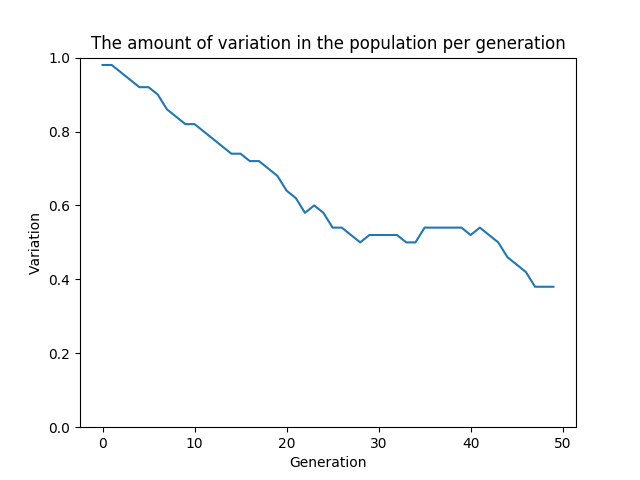 The amount of variation in the population per generation
1.0
0.8
0.6
0.4
0.2
0.0
Variation
0 10 20 30 40 50
Generation